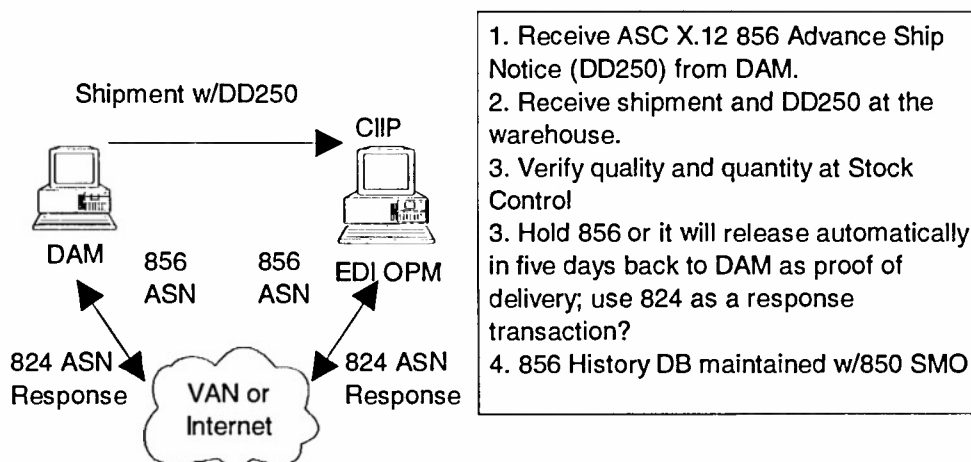 Shipment w/DD250
CIIP
DAM
EDI OPM
856
ASN
856
ASN
824 ASN
Response
824 ASN
Response
VAN or
Internet
1. Receive ASC X.12 856 Advance Ship
Notice (DD250) from DAM.
2. Receive shipment and DD250 at the
warehouse.
3. Verify quality and quantity at Stock
Control
3. Hold 856 or it will release automatically
in five days back to DAM as proof of
delivery; use 824 as a response
transaction?
4. 856 History DB maintained w/850 SMO